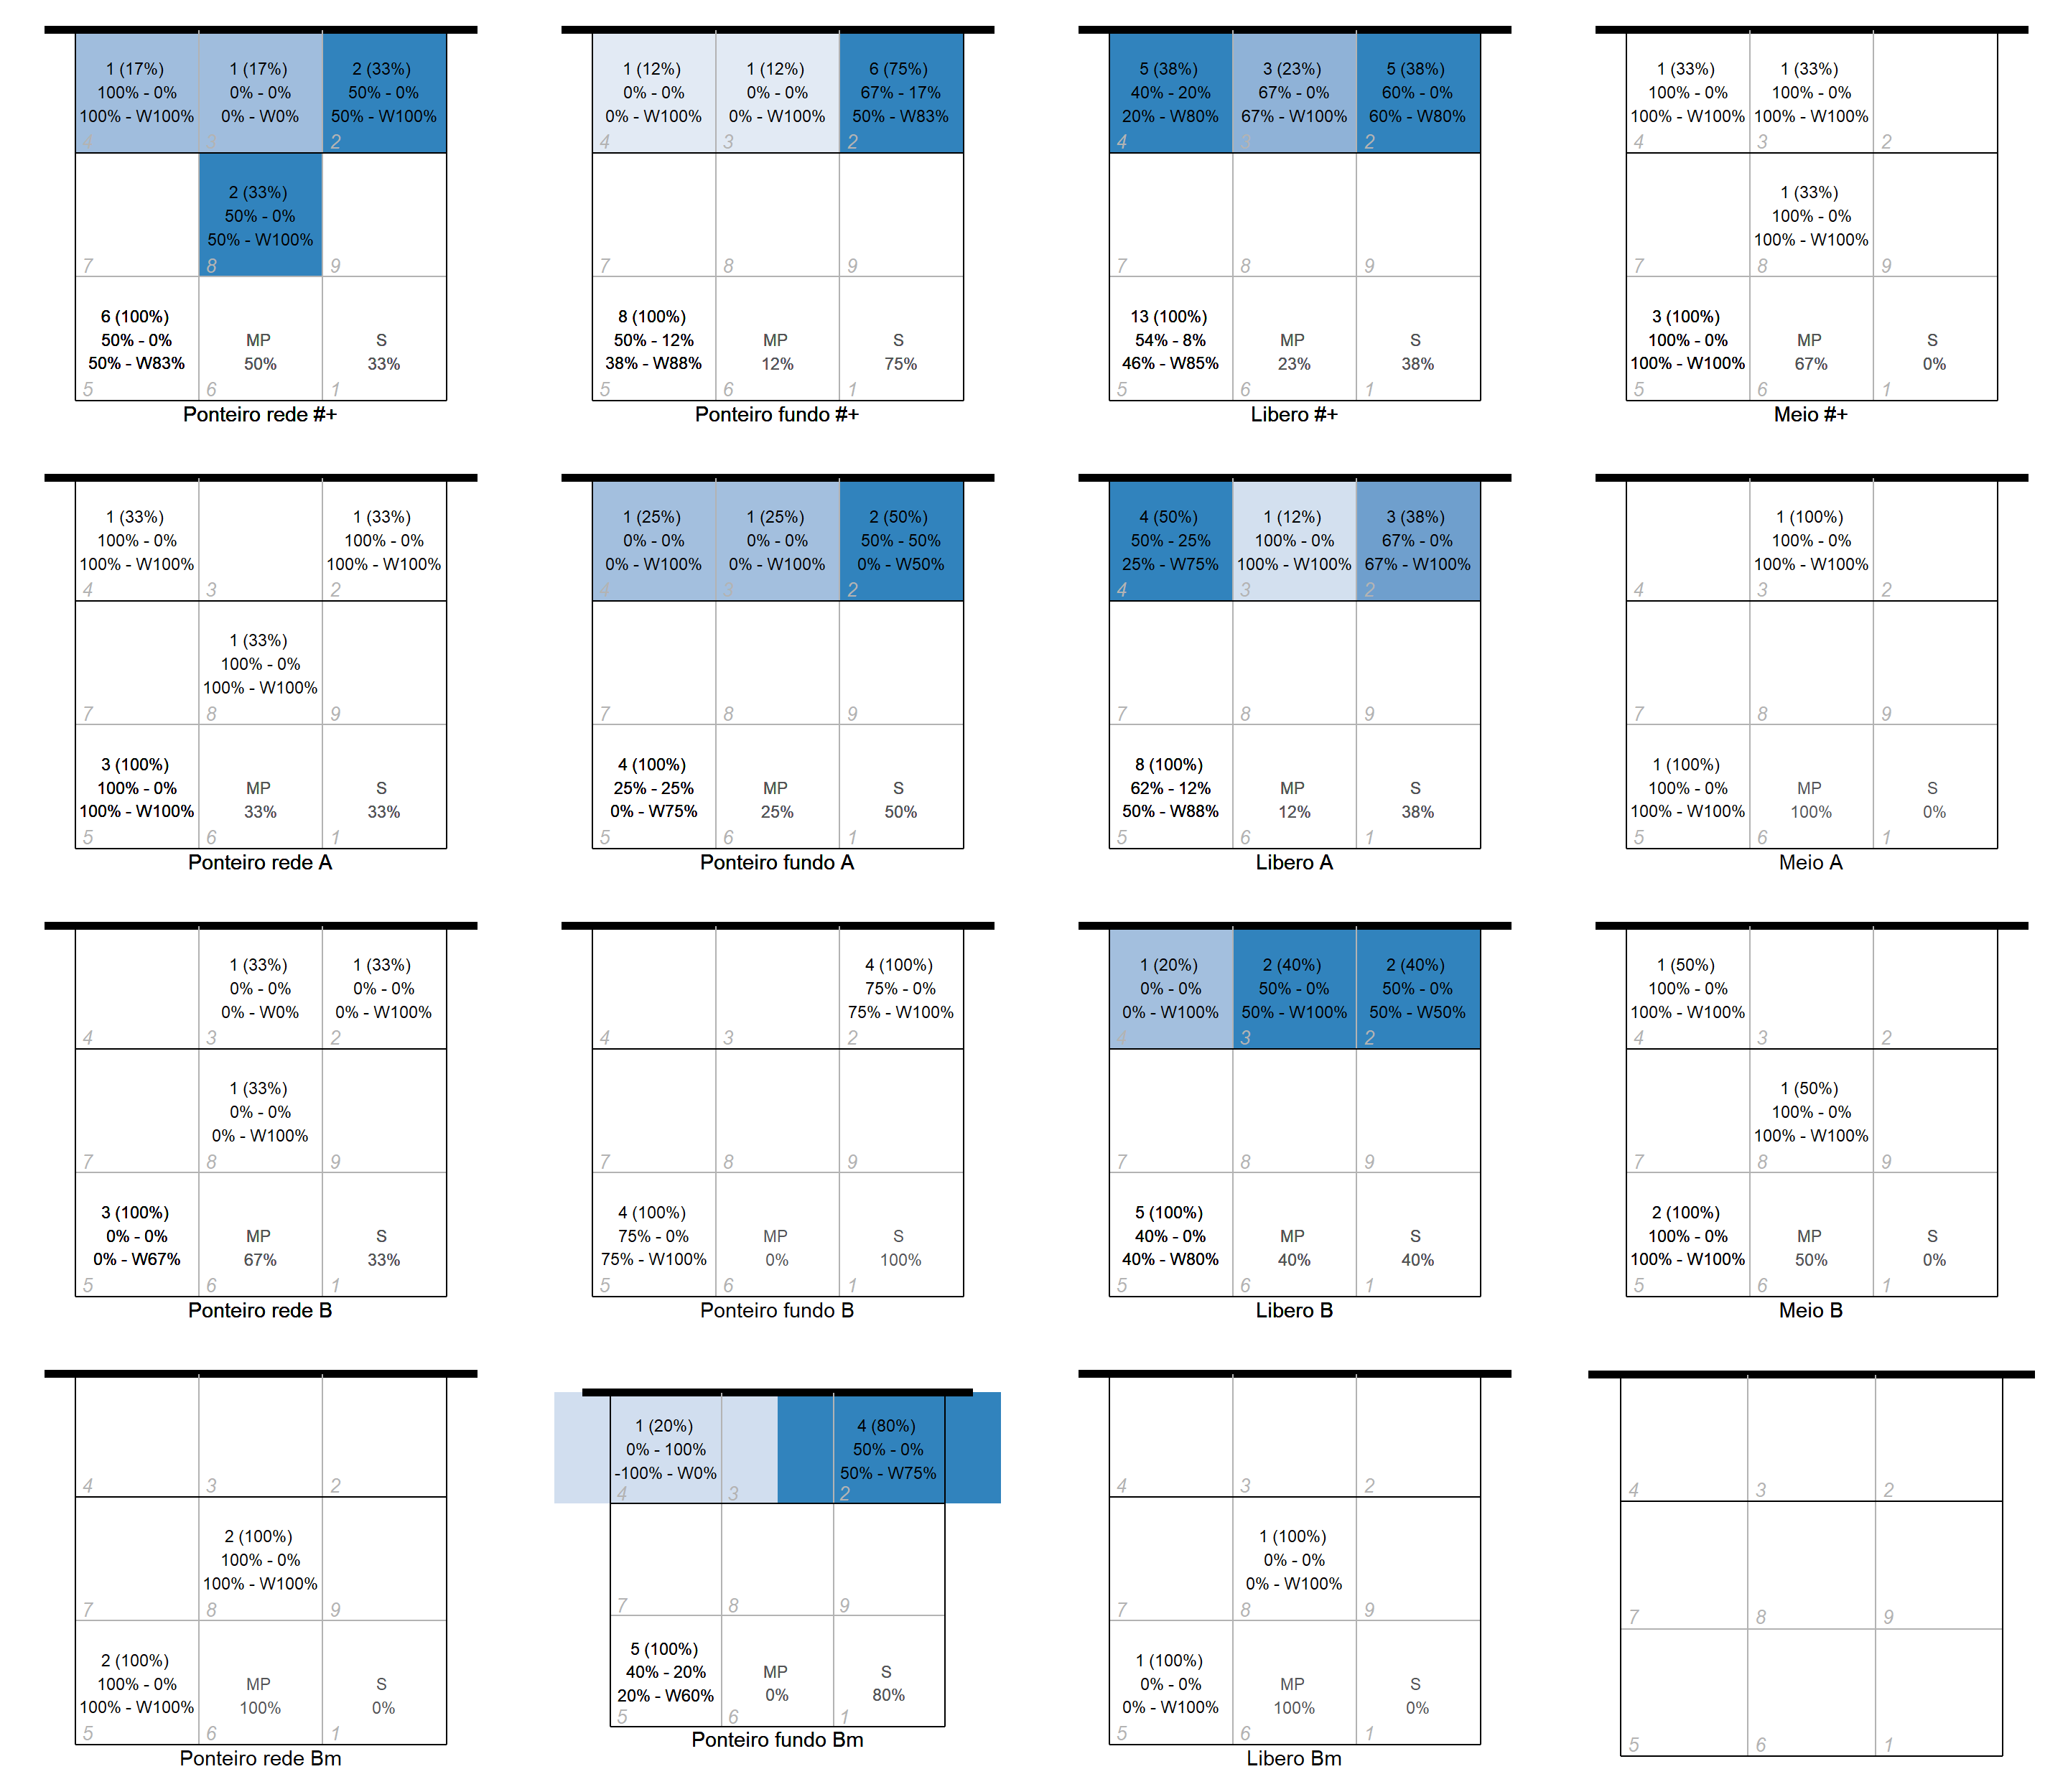 1 (17%)
100% - 0%
100% - W100%
4
1 (17%)
0% - 0%
0% - W0%
3
2 (33%)
50% - 0%
50% - W100%
2
7
2 (33%)
50% - 0%
50% - W100%
8
9
6 (100%)
50% - 0%
50% - W83%
5
MP
50%
6
S
33%
1
Ponteiro rede #+
1 (12%)
0% - 0%
0% - W100%
4
1 (12%)
0% - 0%
0% - W100%
3
6 (75%)
67% - 17%
50% - W83%
2
7
8
9
8 (100%)
50% - 12%
38% - W88%
5
MP
12%
6
S
75%
1
Ponteiro fundo #+
5 (38%)
40% - 20%
20% - W80%
4
3 (23%)
67% - 0%
67% - W100%
3
5 (38%)
60% - 0%
60% - W80%
2
7
8
9
13 (100%)
54% - 8%
46% - W85%
5
MP
23%
6
S
38%
1
Libero #+
1 (33%)
100% - 0%
100% - W100%
4
1 (33%)
100% - 0%
100% - W100%
3
2
7
1 (33%)
100% - 0%
100% - W100%
8
9
3 (100%)
100% - 0%
100% - W100%
5
MP
67%
6
S
0%
1
Meio #+
1 (33%)
100% - 0%
100% - W100%
4
3
1 (33%)
100% - 0%
100% - W100%
2
7
1 (33%)
100% - 0%
100% - W100%
8
9
3 (100%)
100% - 0%
100% - W100%
5
MP
33%
6
S
33%
1
Ponteiro rede A
1 (25%)
0% - 0%
0% - W100%
4
1 (25%)
0% - 0%
0% - W100%
3
2 (50%)
50% - 50%
0% - W50%
2
7
8
9
4 (100%)
25% - 25%
0% - W75%
5
MP
25%
6
S
50%
1
Ponteiro fundo A
4 (50%)
50% - 25%
25% - W75%
4
1 (12%)
100% - 0%
100% - W100%
3
3 (38%)
67% - 0%
67% - W100%
2
7
8
9
8 (100%)
62% - 12%
50% - W88%
5
MP
12%
6
S
38%
1
Libero A
4
1 (100%)
100% - 0%
100% - W100%
3
2
7
8
9
1 (100%)
100% - 0%
100% - W100%
5
MP
100%
6
S
0%
1
Meio A
4
1 (33%)
0% - 0%
0% - W0%
3
1 (33%)
0% - 0%
0% - W100%
2
7
1 (33%)
0% - 0%
0% - W100%
8
9
3 (100%)
0% - 0%
0% - W67%
5
MP
67%
6
S
33%
1
Ponteiro rede B
4
3
4 (100%)
75% - 0%
75% - W100%
2
7
8
9
4 (100%)
75% - 0%
75% - W100%
5
MP
0%
6
S
100%
1
Ponteiro fundo B
1 (20%)
0% - 0%
0% - W100%
4
2 (40%)
50% - 0%
50% - W100%
3
2 (40%)
50% - 0%
50% - W50%
2
7
8
9
5 (100%)
40% - 0%
40% - W80%
5
MP
40%
6
S
40%
1
Libero B
1 (50%)
100% - 0%
100% - W100%
4
3
2
7
1 (50%)
100% - 0%
100% - W100%
8
9
2 (100%)
100% - 0%
100% - W100%
5
MP
50%
6
S
0%
1
Meio B
4
3
2
7
2 (100%)
100% - 0%
100% - W100%
8
9
2 (100%)
100% - 0%
100% - W100%
5
MP
100%
6
S
0%
1
Ponteiro rede Bm
1 (20%)
0% - 100%
-100% - W0%
4
3
4 (80%)
50% - 0%
50% - W75%
2
7
8
9
5 (100%)
40% - 20%
20% - W60%
5
MP
0%
6
S
80%
1
Ponteiro fundo Bm
4
3
2
7
1 (100%)
0% - 0%
0% - W100%
8
9
1 (100%)
0% - 0%
0% - W100%
5
MP
100%
6
S
0%
1
Libero Bm
4
3
2
7
8
9
5
6
1